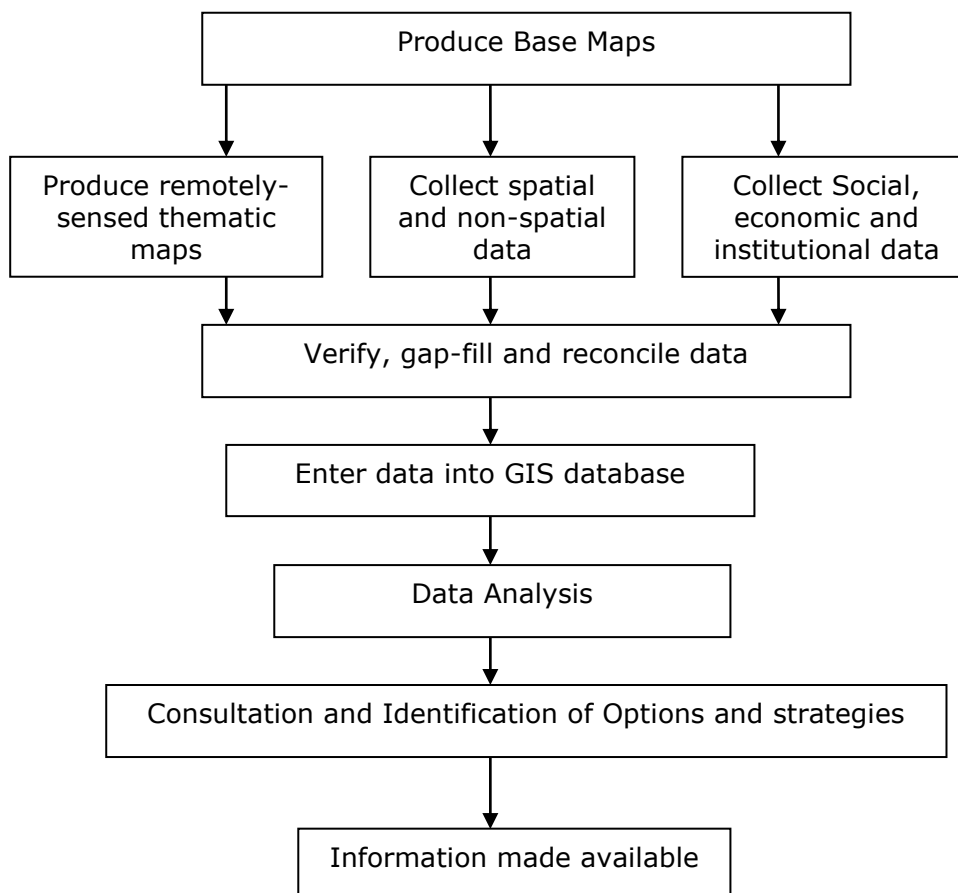 Produce Base Maps
Produce remotely-
sensed thematic
maps
Collect spatial
and non-spatial
data
Collect Social,
economic and
institutional data
Verify, gap-fill and reconcile data
Enter data into GIS database
Data Analysis
Consultation and Identification of Options and strategies
Information made available